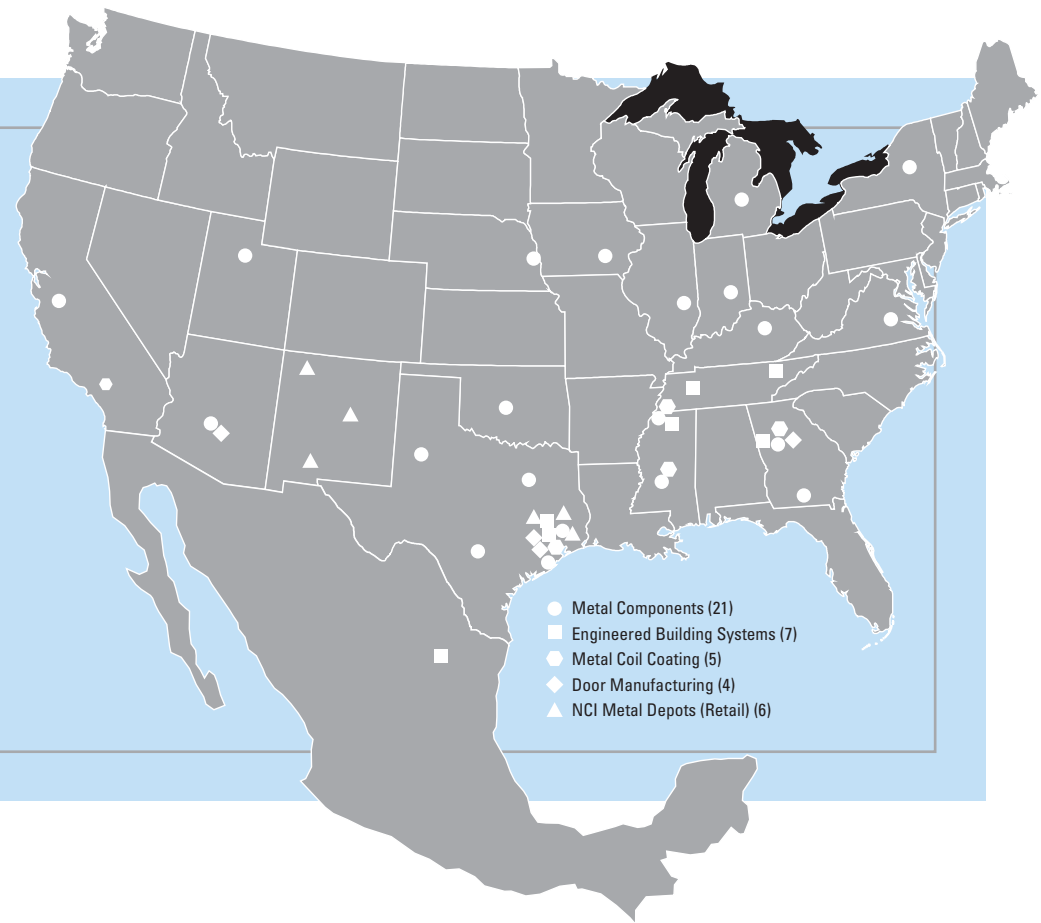 Metal Components (21)
Engineered Building Systems (7)
Metal Coil Coating (5)
Door Manufacturing (4)
NCI Metal Depots (Retail) (6)